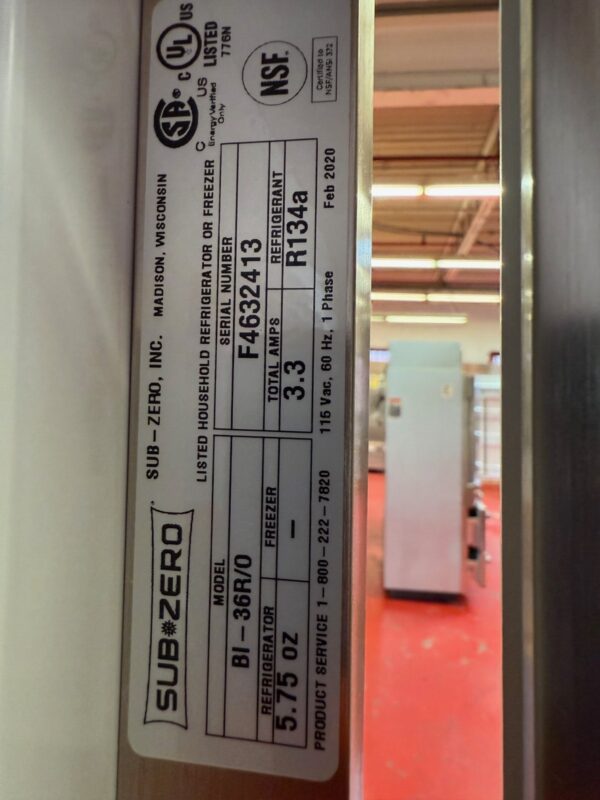 SUB ZERO
SUB-ZERO, INC. MADISON, WISCONSIN
SA
C US
Energy Verified
Only
C UL US
LISTED
776N
LISTED HOUSEHOLD REFRIGERATOR OR FREEZER
NSF.
Certified to
NSF/ANSI 372
MODEL SERIAL NUMBER
BI-36R/O F4632413
REFRIGERATOR FREEZER TOTAL AMPS REFRIGERANT
5.75 OZ - 3.3 R134a
PRODUCT SERVICE 1-800-222-7820 115 Vac, 60 Hz, 1 Phase Feb 2020